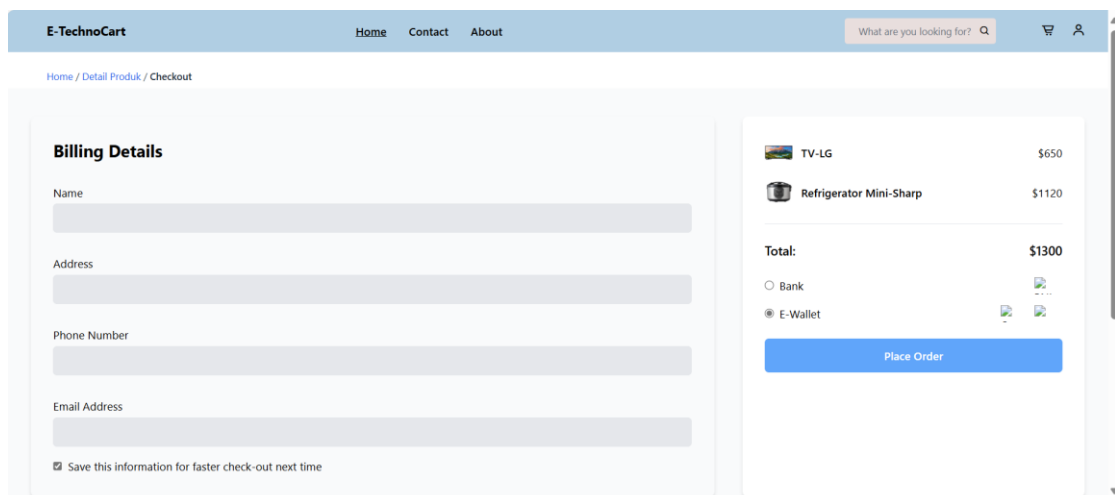 E-TechnoCart
Home Contact About
What are you looking for?
Home / Detail Produk / Checkout
Billing Details
Name
Address
Phone Number
Email Address
Save this information for faster check-out next time
TV-LG $650
Refrigerator Mini-Sharp $1120
Total: $1300
Bank
E-Wallet
Place Order